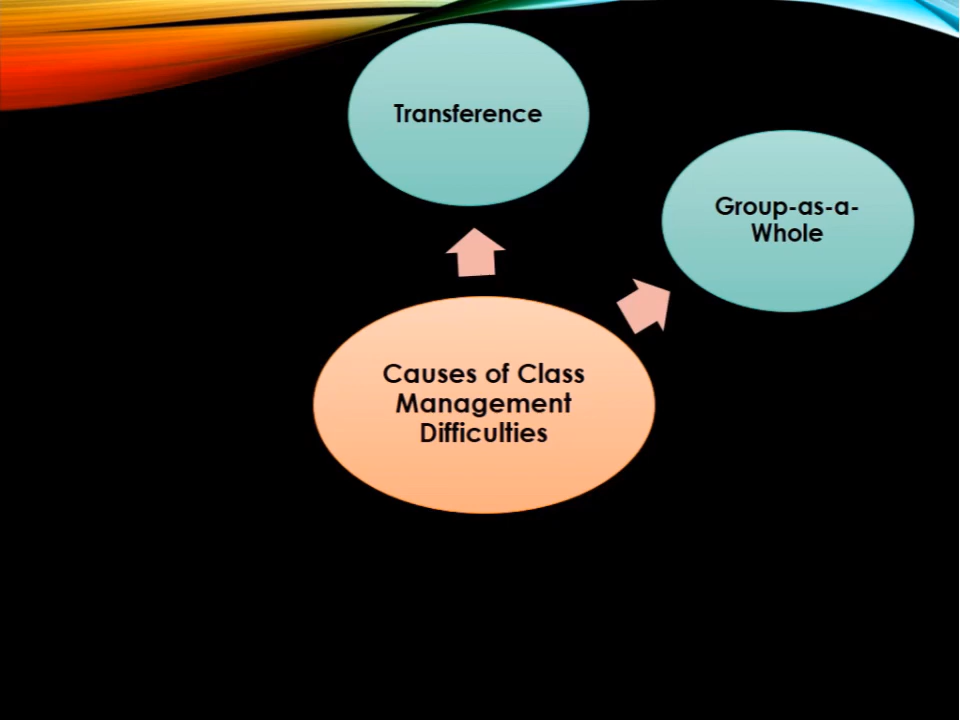 Transference
Group-as-a-
Whole
Causes of Class
Management
Difficulties